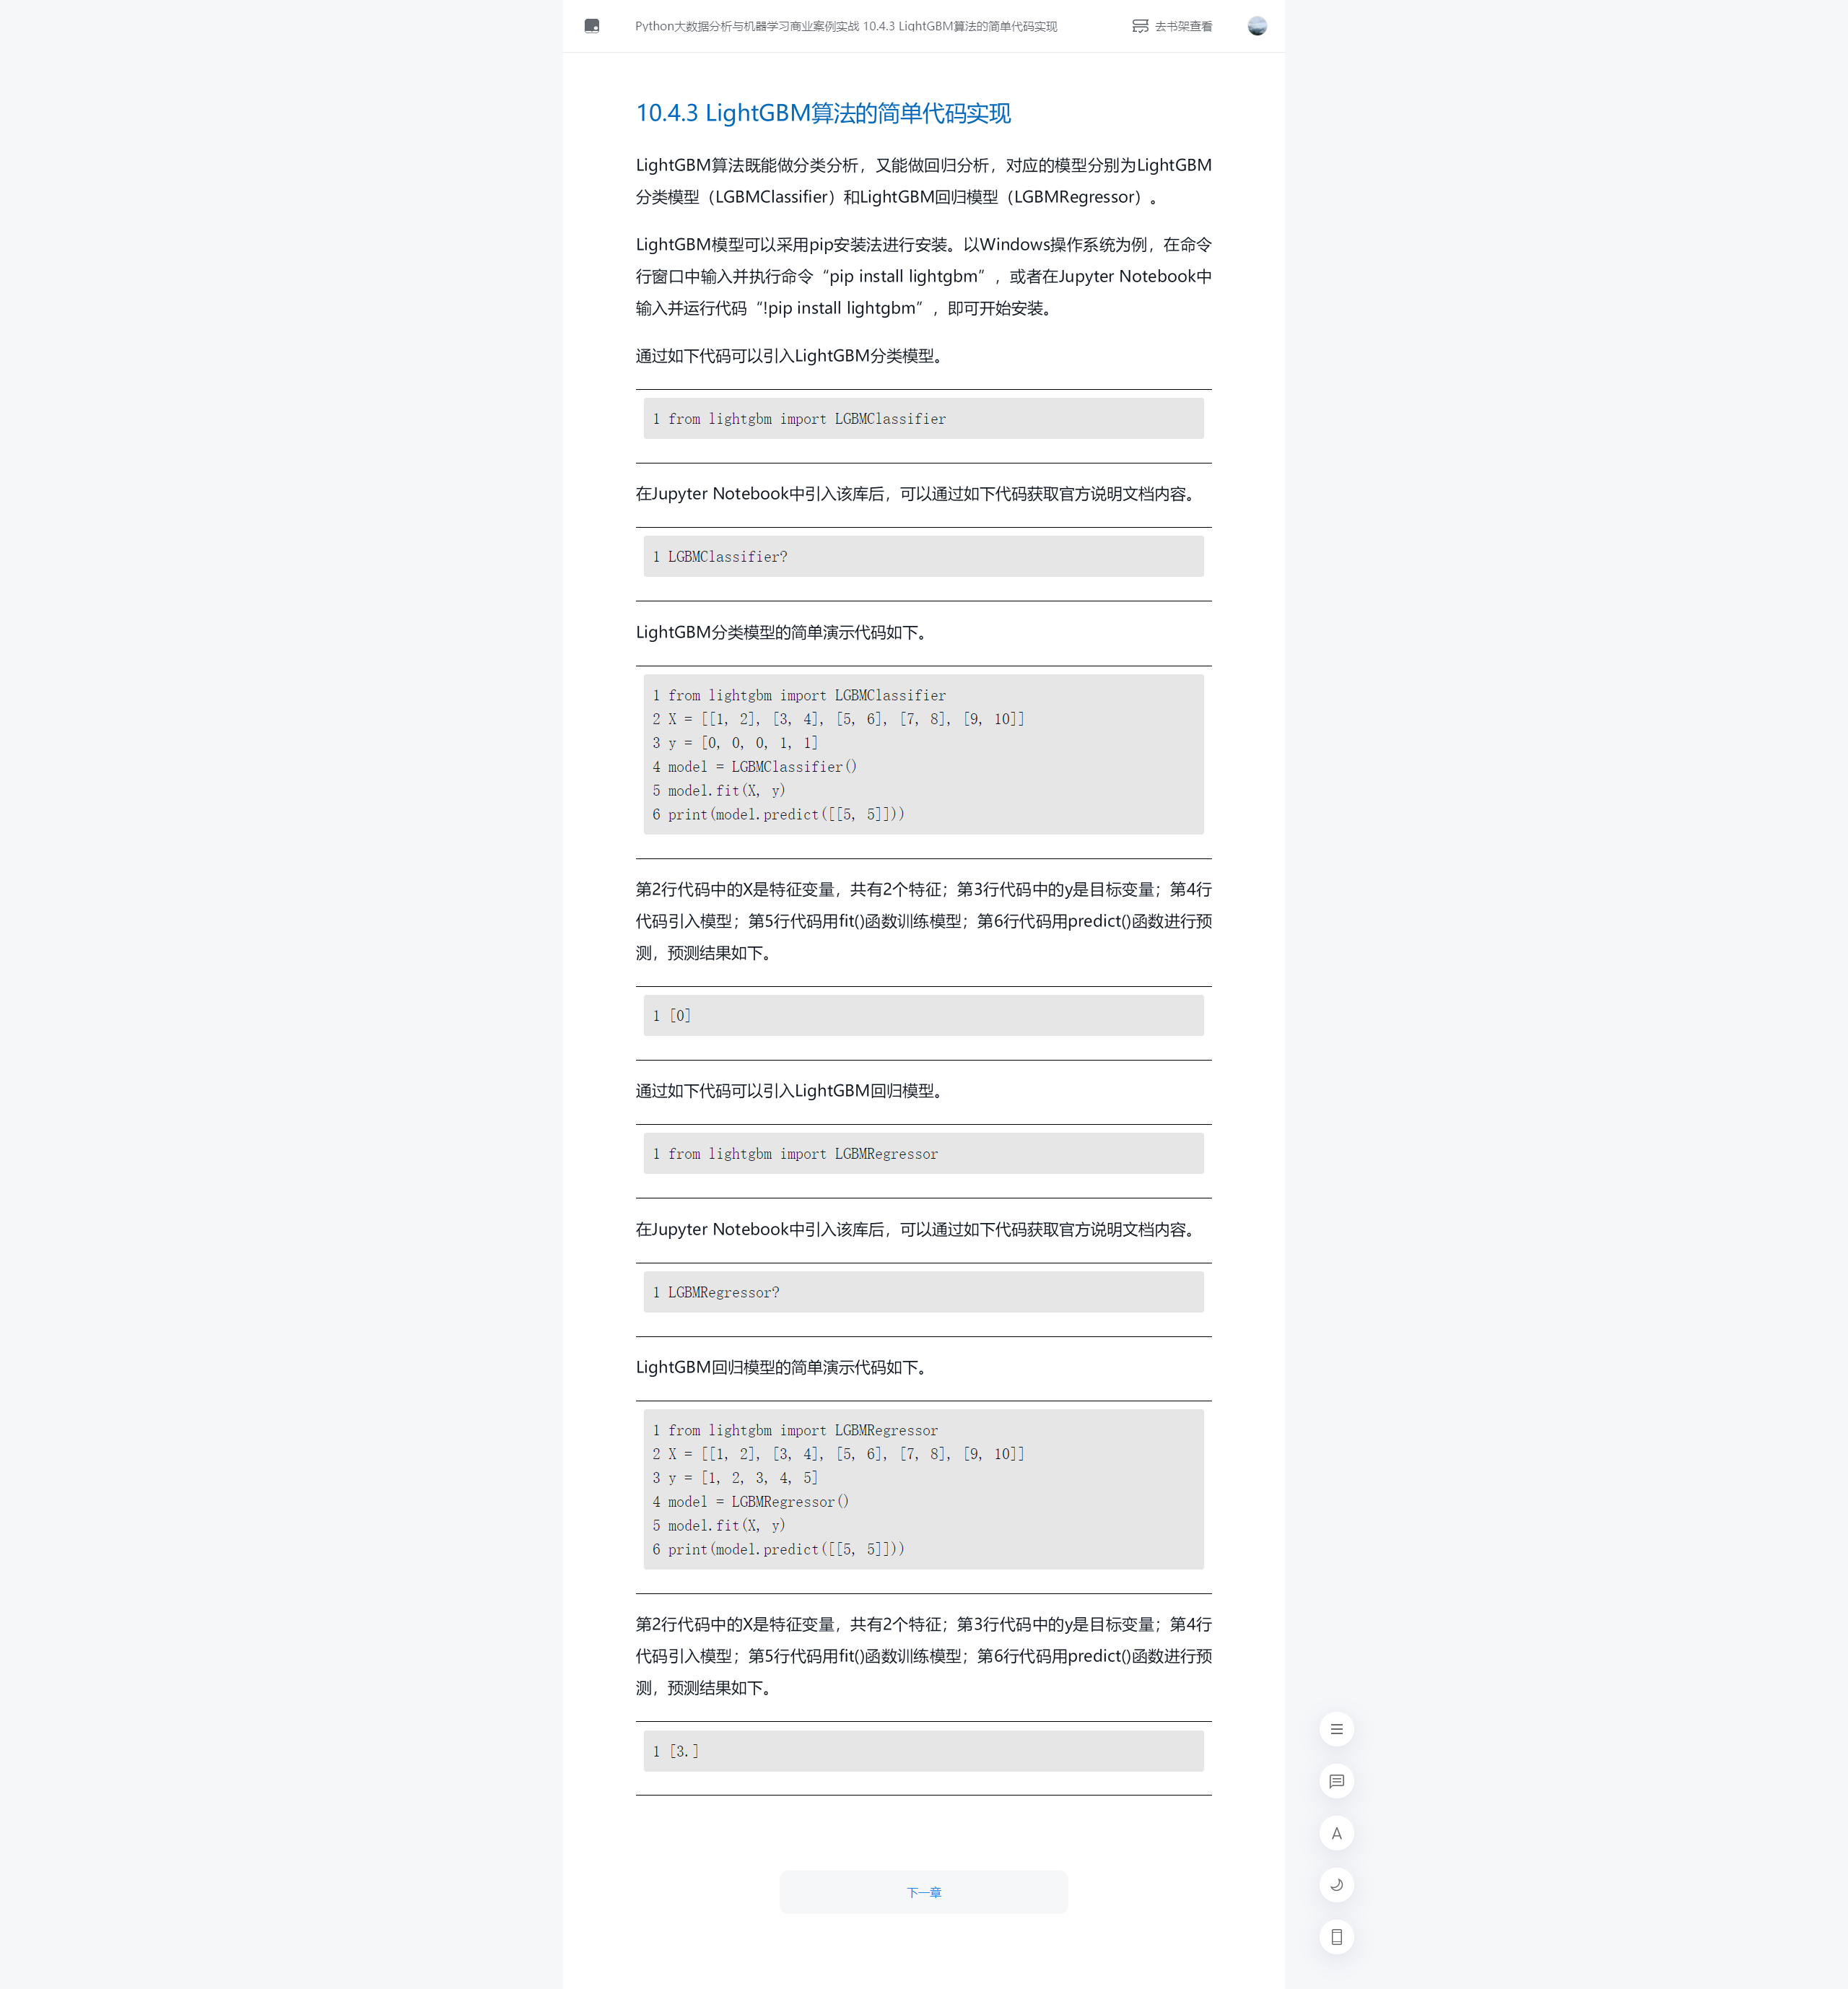 Python大数据分析与机器学习商业案例实战 10.4.3 LightGBM算法的简单代码实现
去书架查看
10.4.3 LightGBM算法的简单代码实现
LightGBM算法既能做分类分析，又能做回归分析，对应的模型分别为LightGBM
分类模型（LGBMClassifier）和LightGBM回归模型（LGBMRegressor）。
LightGBM模型可以采用pip安装法进行安装。以Windows操作系统为例，在命令
行窗口中输入并执行命令“pip install lightgbm”，或者在Jupyter Notebook中
输入并运行代码“!pip install lightgbm”，即可开始安装。
通过如下代码可以引入LightGBM分类模型。
1 from lightgbm import LGBMClassifier
在Jupyter Notebook中引入该库后，可以通过如下代码获取官方说明文档内容。
1 LGBMClassifier?
LightGBM分类模型的简单演示代码如下。
1 from lightgbm import LGBMClassifier
2 X = [[1, 2], [3, 4], [5, 6], [7, 8], [9, 10]]
3 y = [0, 0, 0, 1, 1]
4 model = LGBMClassifier()
5 model.fit(X, y)
6 print(model.predict([[5, 5]]))
第2行代码中的X是特征变量，共有2个特征；第3行代码中的y是目标变量；第4行
代码引入模型；第5行代码用fit()函数训练模型；第6行代码用predict()函数进行预
测，预测结果如下。
1 [0]
通过如下代码可以引入LightGBM回归模型。
1 from lightgbm import LGBMRegressor
在Jupyter Notebook中引入该库后，可以通过如下代码获取官方说明文档内容。
1 LGBMRegressor?
LightGBM回归模型的简单演示代码如下。
1 from lightgbm import LGBMRegressor
2 X = [[1, 2], [3, 4], [5, 6], [7, 8], [9, 10]]
3 y = [1, 2, 3, 4, 5]
4 model = LGBMRegressor()
5 model.fit(X, y)
6 print(model.predict([[5, 5]]))
第2行代码中的X是特征变量，共有2个特征；第3行代码中的y是目标变量；第4行
代码引入模型；第5行代码用fit()函数训练模型；第6行代码用predict()函数进行预
测，预测结果如下。
1 [3.]
下一章